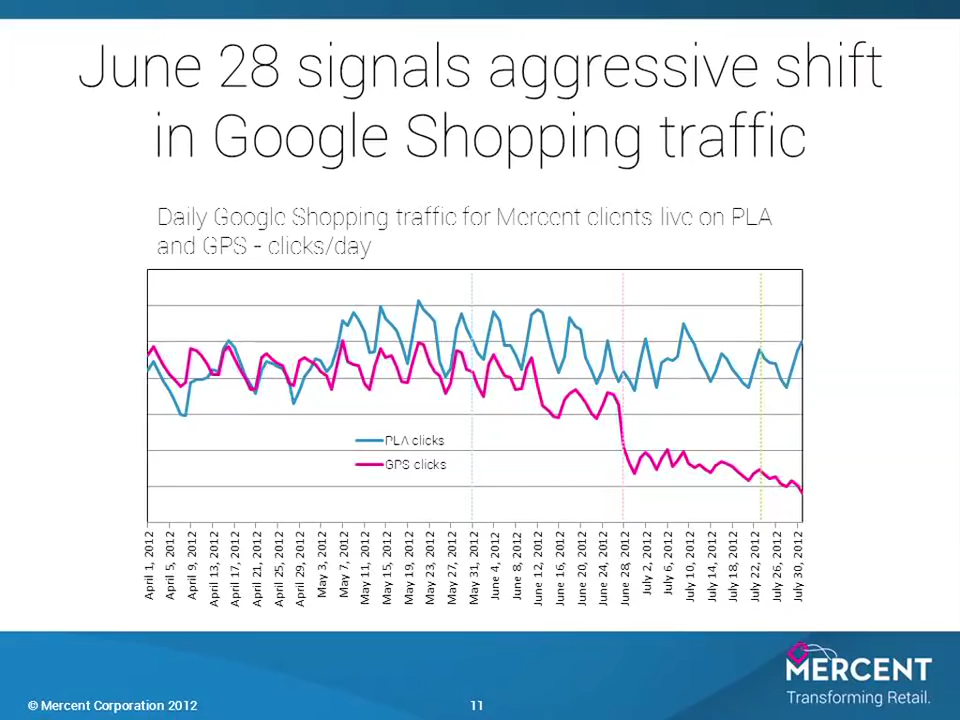 June 28 signals aggressive shift
in Google Shopping traffic
Daily Google Shopping traffic for Mercent clients live on PLA
and GPS - clicks/day
PLA clicks
GPS clicks
April 1, 2012
April 5, 2012
April 9, 2012
April 13, 2012
April 17, 2012
April 21, 2012
April 25, 2012
April 29, 2012
May 3, 2012
May 7, 2012
May 11, 2012
May 15, 2012
May 19, 2012
May 23, 2012
May 27, 2012
May 31, 2012
June 4, 2012
June 8, 2012
June 12, 2012
June 16, 2012
June 20, 2012
June 24, 2012
June 28, 2012
July 2, 2012
July 6, 2012
July 10, 2012
July 14, 2012
July 18, 2012
July 22, 2012
July 26, 2012
July 30, 2012
MERCENT
Transforming Retail.
© Mercent Corporation 2012
11